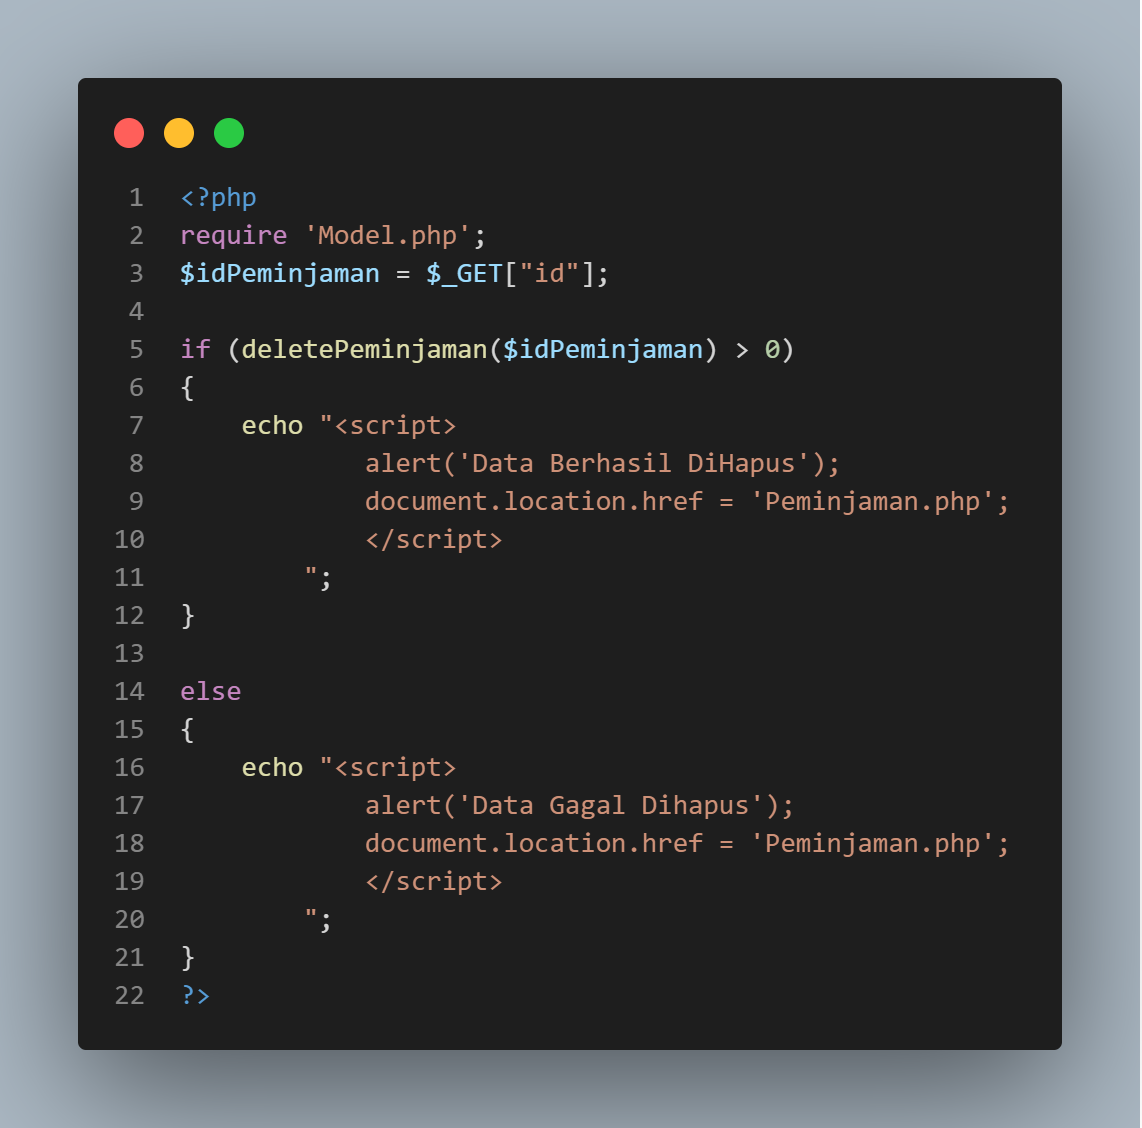 1 <?php
2 require 'Model.php';
3 $idPeminjaman = $_GET["id"];
4
5 if (deletePeminjaman($idPeminjaman) > 0)
6 {
7     echo "<script>
8             alert('Data Berhasil DiHapus');
9             document.location.href = 'Peminjaman.php';
10             </script>
11         ";
12 }
13
14 else
15 {
16     echo "<script>
17             alert('Data Gagal Dihapus');
18             document.location.href = 'Peminjaman.php';
19             </script>
20         ";
21 }
22 ?>